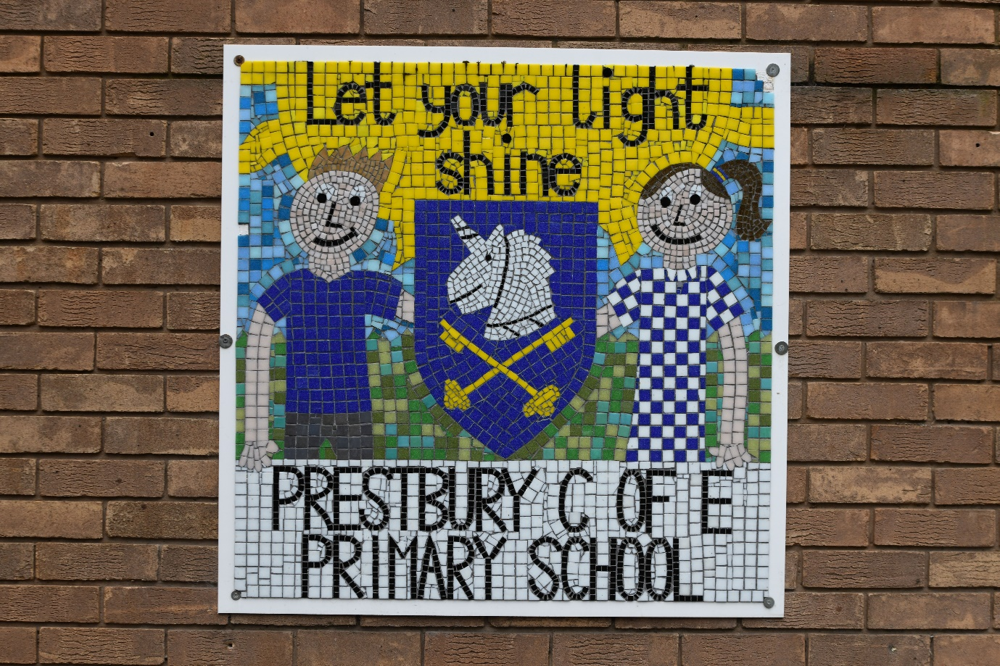 Let your light
shine
PRESTBURY C OF E
PRIMARY SCHOOL